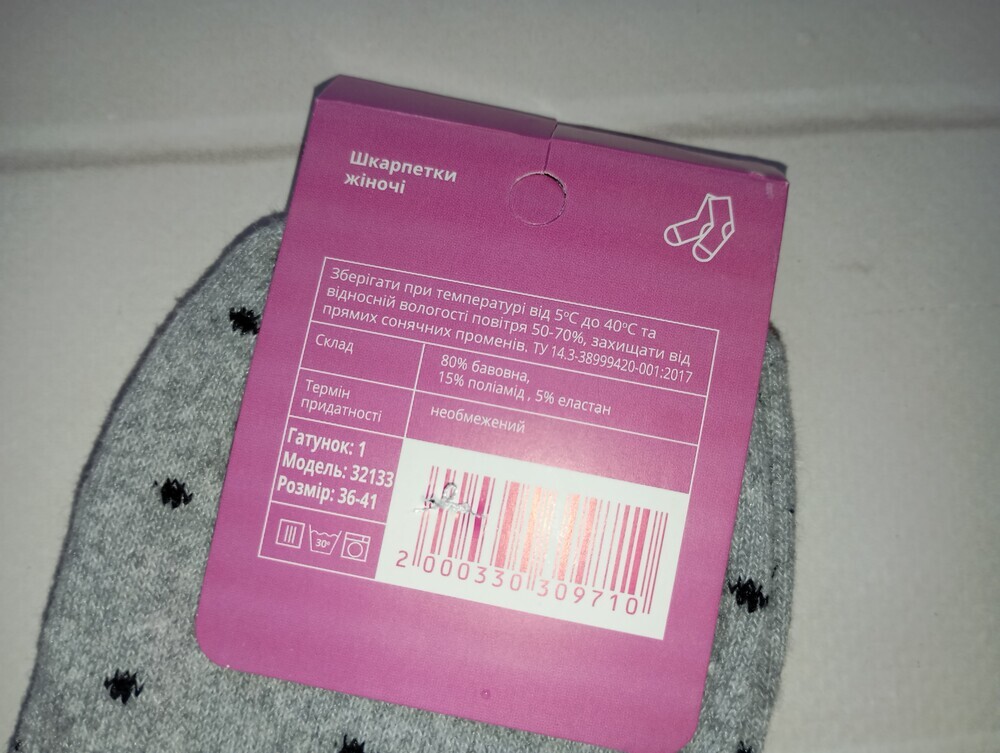 Шкарпетки
жіночі
Зберігати при температурі від 5°С до 40°С та
відносній вологості повітря 50-70%, захищати від
прямих сонячних променів. ТУ 14.3-38999420-001:2017
Склад
80% бавовна,
15% поліамід , 5% еластан
Термін
придатності
необмежений
Гатунок: 1
Модель: 32133
Розмір: 36-41
30°
2 000330 309710